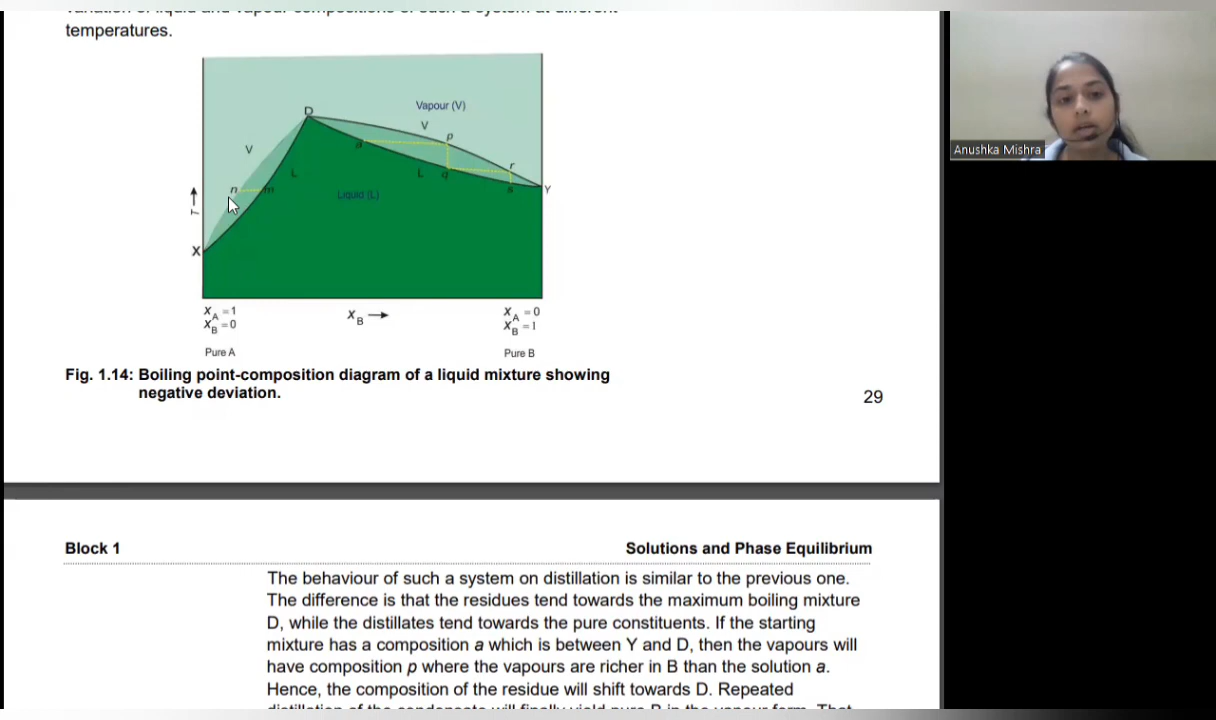 temperatures.
D
Vapour (V)
V
p
V
a
r
L
L
q
n
m
s
Y
Liquid (L)
T
X
X A = 1
X B = 0
X B
X A = 0
X B = 1
Pure A
Pure B
Fig. 1.14: Boiling point-composition diagram of a liquid mixture showing
negative deviation.
29
Block 1
Solutions and Phase Equilibrium
The behaviour of such a system on distillation is similar to the previous one.
The difference is that the residues tend towards the maximum boiling mixture
D, while the distillates tend towards the pure constituents. If the starting
mixture has a composition a which is between Y and D, then the vapours will
have composition p where the vapours are richer in B than the solution a.
Hence, the composition of the residue will shift towards D. Repeated
Anushka Mishra